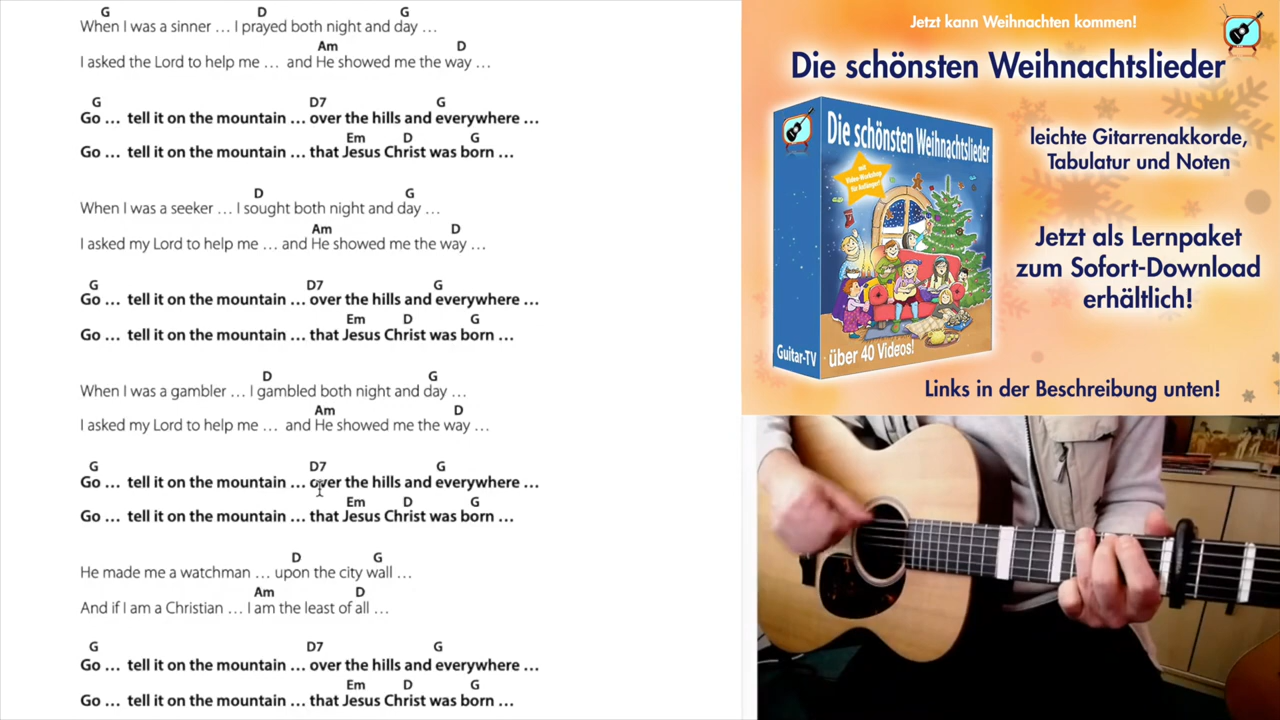 G D G
When I was a sinner … I prayed both night and day …
Am D
I asked the Lord to help me … and He showed me the way …
G D7 G
Go … tell it on the mountain … over the hills and everywhere …
Em D G
Go … tell it on the mountain … that Jesus Christ was born …
D G
When I was a seeker … I sought both night and day …
Am D
I asked my Lord to help me … and He showed me the way …
G D7 G
Go … tell it on the mountain … over the hills and everywhere …
Em D G
Go … tell it on the mountain … that Jesus Christ was born …
D G
When I was a gambler … I gambled both night and day …
Am D
I asked my Lord to help me … and He showed me the way …
G D7 G
Go … tell it on the mountain … over the hills and everywhere …
Em D G
Go … tell it on the mountain … that Jesus Christ was born …
D G
He made me a watchman … upon the city wall …
Am D
And if I am a Christian … I am the least of all …
G D7 G
Go … tell it on the mountain … over the hills and everywhere …
Em D G
Go … tell it on the mountain … that Jesus Christ was born …
Jetzt kann Weihnachten kommen!
Die schönsten Weihnachtslieder
Die schönsten Weihnachtslieder
mit
Video-Workshop
für Anfänger!
Guitar-TV
über 40 Videos!
leichte Gitarrenakkorde,
Tabulatur und Noten
Jetzt als Lernpaket
zum Sofort-Download
erhältlich!
Links in der Beschreibung unten!